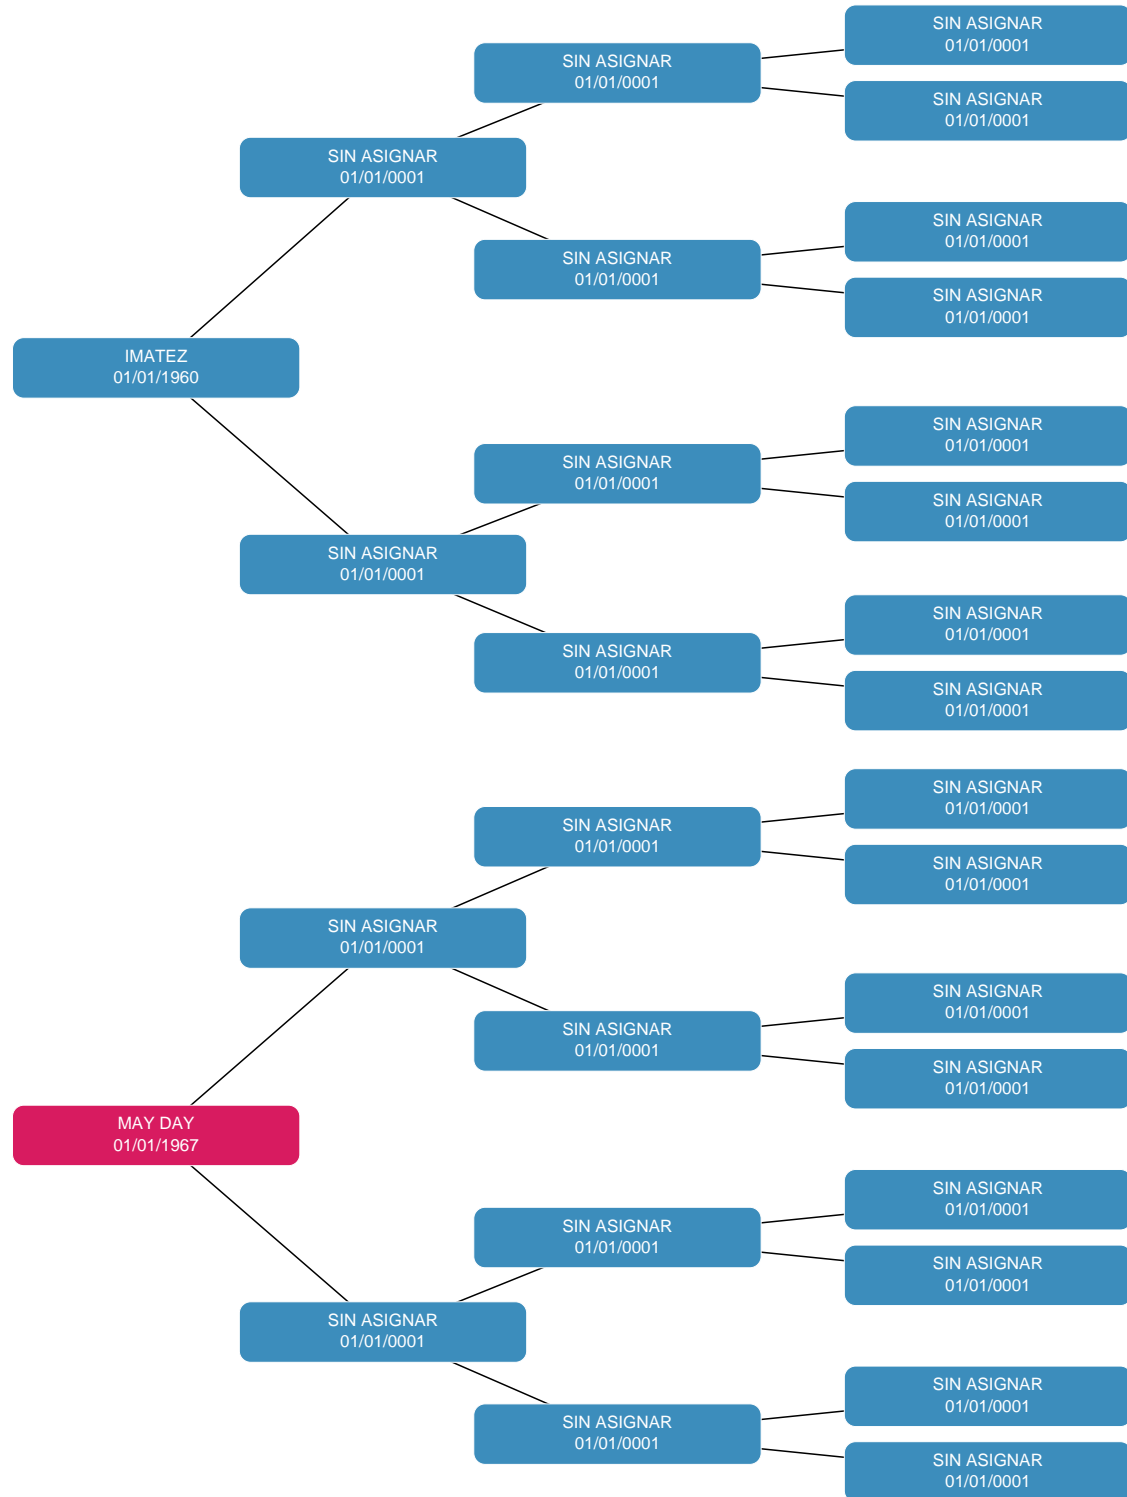 SIN ASIGNAR
01/01/0001
SIN ASIGNAR
01/01/0001
SIN ASIGNAR
01/01/0001
SIN ASIGNAR
01/01/0001
SIN ASIGNAR
01/01/0001
SIN ASIGNAR
01/01/0001
SIN ASIGNAR
01/01/0001
IMATEZ
01/01/1960
SIN ASIGNAR
01/01/0001
SIN ASIGNAR
01/01/0001
SIN ASIGNAR
01/01/0001
SIN ASIGNAR
01/01/0001
SIN ASIGNAR
01/01/0001
SIN ASIGNAR
01/01/0001
SIN ASIGNAR
01/01/0001
SIN ASIGNAR
01/01/0001
SIN ASIGNAR
01/01/0001
SIN ASIGNAR
01/01/0001
SIN ASIGNAR
01/01/0001
SIN ASIGNAR
01/01/0001
SIN ASIGNAR
01/01/0001
SIN ASIGNAR
01/01/0001
MAY DAY
01/01/1967
SIN ASIGNAR
01/01/0001
SIN ASIGNAR
01/01/0001
SIN ASIGNAR
01/01/0001
SIN ASIGNAR
01/01/0001
SIN ASIGNAR
01/01/0001
SIN ASIGNAR
01/01/0001
SIN ASIGNAR
01/01/0001